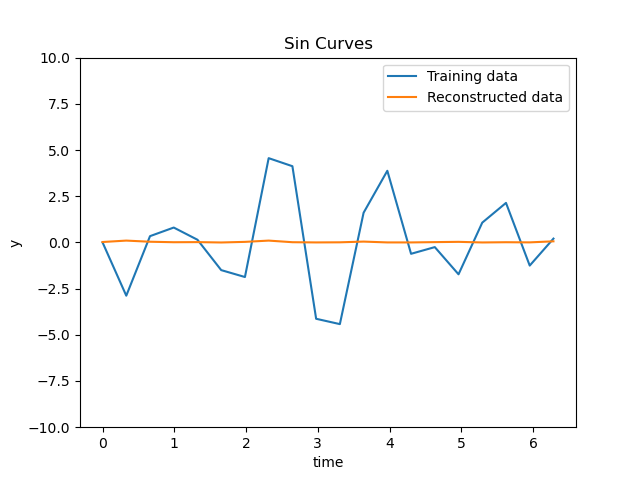 Sin Curves
Training data
Reconstructed data
10.0
7.5
5.0
2.5
0.0
−2.5
−5.0
−7.5
−10.0
y
0 1 2 3 4 5 6
time